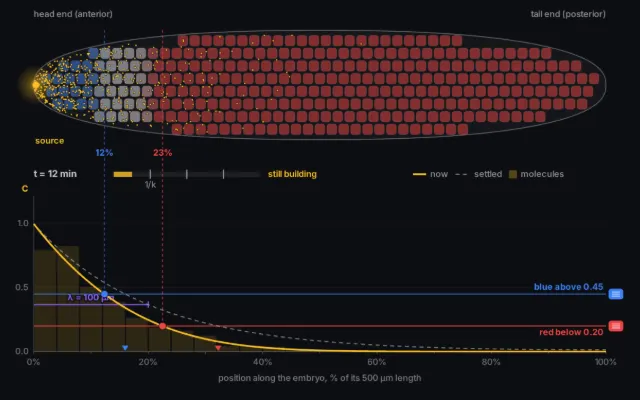 head end (anterior)
tail end (posterior)
source
12%
23%
t = 12 min
still building
now
settled
molecules
1/k
C
1.0
blue above 0.45
0.5
λ = 100 µm
red below 0.20
0.0
0%
20%
40%
60%
80%
100%
position along the embryo, % of its 500 µm length